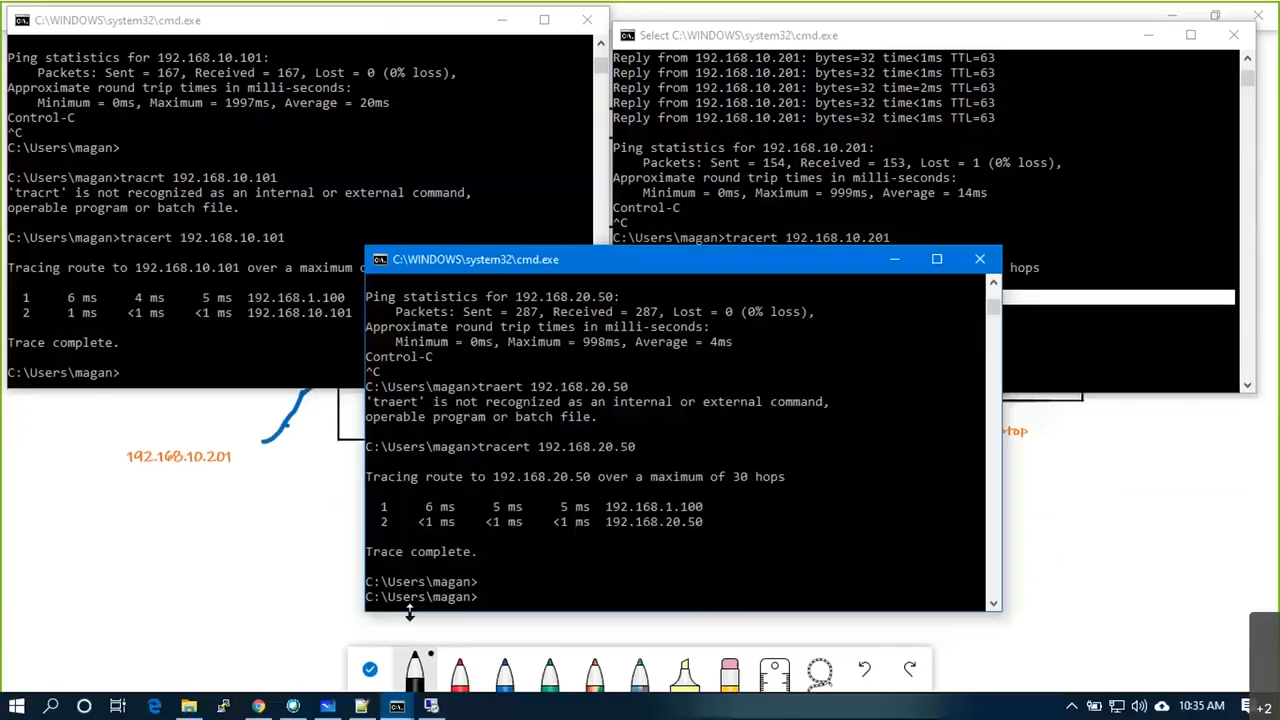 C:\WINDOWS\system32\cmd.exe
Ping statistics for 192.168.10.101:
Packets: Sent = 167, Received = 167, Lost = 0 (0% loss),
Approximate round trip times in milli-seconds:
Minimum = 0ms, Maximum = 1997ms, Average = 20ms
Control-C
^C
C:\Users\magan>
C:\Users\magan>tracrt 192.168.10.101
'tracrt' is not recognized as an internal or external command,
operable program or batch file.
C:\Users\magan>tracert 192.168.10.101
Tracing route to 192.168.10.101 over a maximum o
1 6 ms 4 ms 5 ms 192.168.1.100
2 1 ms <1 ms <1 ms 192.168.10.101
Trace complete.
C:\Users\magan>
Select C:\WINDOWS\system32\cmd.exe
Reply from 192.168.10.201: bytes=32 time<1ms TTL=63
Reply from 192.168.10.201: bytes=32 time<1ms TTL=63
Reply from 192.168.10.201: bytes=32 time=2ms TTL=63
Reply from 192.168.10.201: bytes=32 time<1ms TTL=63
Reply from 192.168.10.201: bytes=32 time<1ms TTL=63
Ping statistics for 192.168.10.201:
Packets: Sent = 154, Received = 153, Lost = 1 (0% loss),
Approximate round trip times in milli-seconds:
Minimum = 0ms, Maximum = 999ms, Average = 14ms
Control-C
^C
C:\Users\magan>tracert 192.168.10.201
hops
C:\WINDOWS\system32\cmd.exe
Ping statistics for 192.168.20.50:
Packets: Sent = 287, Received = 287, Lost = 0 (0% loss),
Approximate round trip times in milli-seconds:
Minimum = 0ms, Maximum = 998ms, Average = 4ms
Control-C
^C
C:\Users\magan>traert 192.168.20.50
'traert' is not recognized as an internal or external command,
operable program or batch file.
C:\Users\magan>tracert 192.168.20.50
Tracing route to 192.168.20.50 over a maximum of 30 hops
1 6 ms 5 ms 5 ms 192.168.1.100
2 <1 ms <1 ms <1 ms 192.168.20.50
Trace complete.
C:\Users\magan>
C:\Users\magan>
192.168.10.201
top
10:35 AM
+2